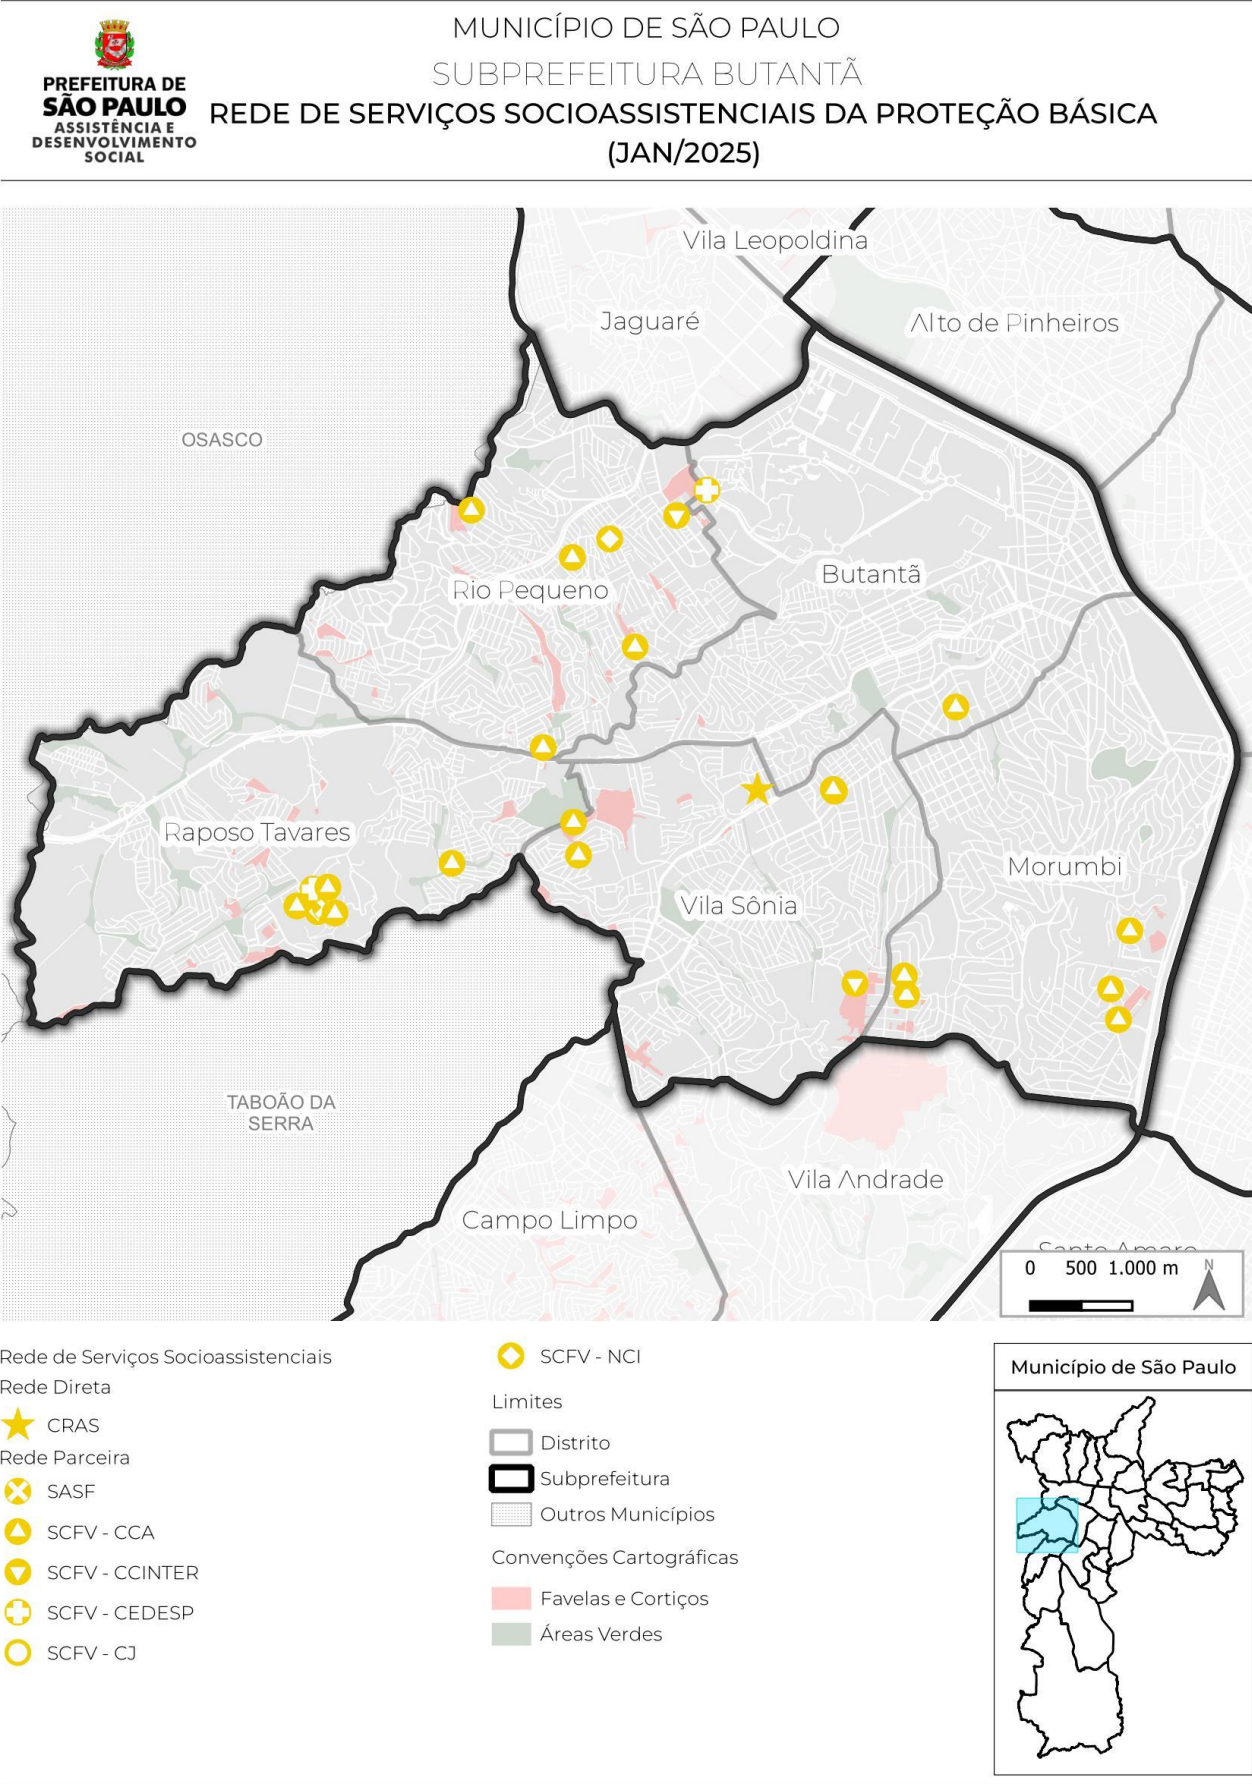 PREFEITURA DE
SÃO PAULO
ASSISTÊNCIA E
DESENVOLVIMENTO
SOCIAL
MUNICÍPIO DE SÃO PAULO
SUBPREFEITURA BUTANTÃ
REDE DE SERVIÇOS SOCIOASSISTENCIAIS DA PROTEÇÃO BÁSICA
(JAN/2025)
Vila Leopoldina
Jaguaré
Alto de Pinheiros
OSASCO
Butantã
Rio Pequeno
Raposo Tavares
Morumbi
Vila Sônia
TABOÃO DA
SERRA
Vila Andrade
Campo Limpo
Santo Amaro
0 500 1.000 m
N
Rede de Serviços Socioassistenciais
Rede Direta
CRAS
Rede Parceira
SASF
SCFV - CCA
SCFV - CCINTER
SCFV - CEDESP
SCFV - CJ
SCFV - NCI
Limites
Distrito
Subprefeitura
Outros Municípios
Convenções Cartográficas
Favelas e Cortiços
Áreas Verdes
Município de São Paulo